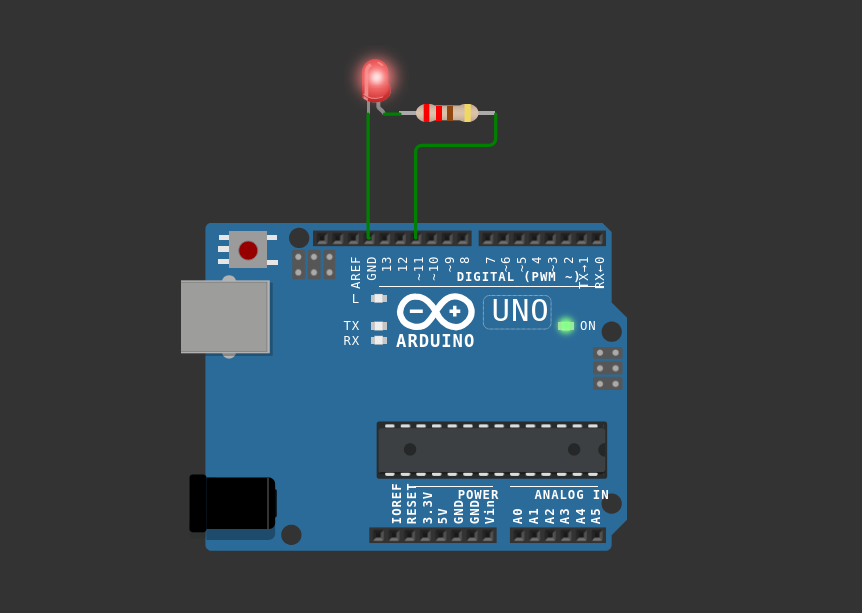 AREF
GND
13
12
~11
~10
~9
8
7
~6
~5
4
~3
2
TX→1
RX←0
DIGITAL (PWM ~)
L
TX
RX
UNO
ON
ARDUINO
POWER
ANALOG IN
IOREF
RESET
3.3V
5V
GND
GND
Vin
A0
A1
A2
A3
A4
A5